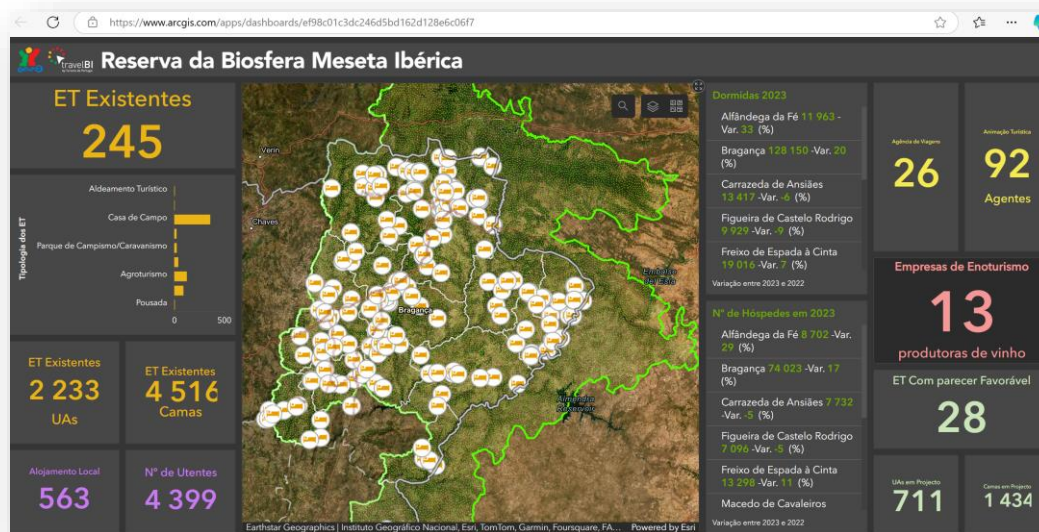 https://www.arcgis.com/apps/dashboards/ef98c01c3dc246d5bd162d128e6c06f7
travelBI
Reserva da Biosfera Meseta Ibérica
ET Existentes
245
Tipologia dos ET
Aldeamento Turístico
Casa de Campo
Parque de Campismo/Caravanismo
Agroturismo
Pousada
0
500
ET Existentes
2 233
UAs
ET Existentes
4 516
Camas
Alojamento Local
563
N° de Utentes
4 399
Verín
Chaves
Bragança
Embalse
del Esla
Almendra
Reservoir
Earthstar Geographics | Instituto Geográfico Nacional, Esri, TomTom, Garmin, Foursquare, FA...
Powered by Esri
Dormidas 2023
Alfândega da Fé 11 963 -
Var. 33 (%)
Bragança 128 150 -Var. 20
(%)
Carrazeda de Ansiães
13 417 -Var. -6 (%)
Figueira de Castelo Rodrigo
9 929 -Var. -9 (%)
Freixo de Espada à Cinta
19 016 -Var. 7 (%)
Variação entre 2023 e 2022
N° de Hóspedes em 2023
Alfândega da Fé 8 702 -Var.
29 (%)
Bragança 74 023 -Var. 17
(%)
Carrazeda de Ansiães 7 732
-Var. -5 (%)
Figueira de Castelo Rodrigo
7 096 -Var. -5 (%)
Freixo de Espada à Cinta
13 298 -Var. 11 (%)
Macedo de Cavaleiros
Variação entre 2023 e 2022
Agência de Viagens
26
Animação Turística
92
Agentes
Empresas de Enoturismo
13
produtoras de vinho
ET Com parecer Favorável
28
UAs em Projecto
711
Camas em Projecto
1 434